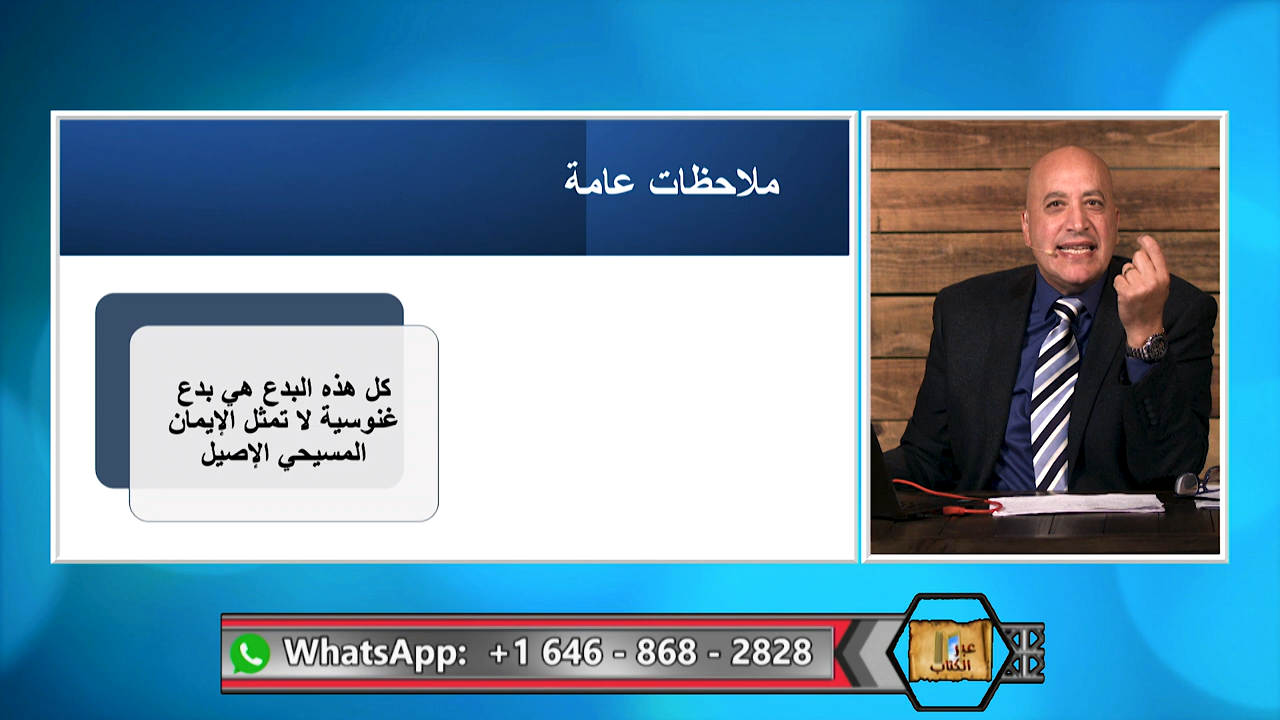 ملاحظات عامة
كل هذه البدع هي بدع
غنوسية لا تمثل الإيمان
المسيحي الإصيل
WhatsApp: +1 646 - 868 - 2828
عبر
الكتاب